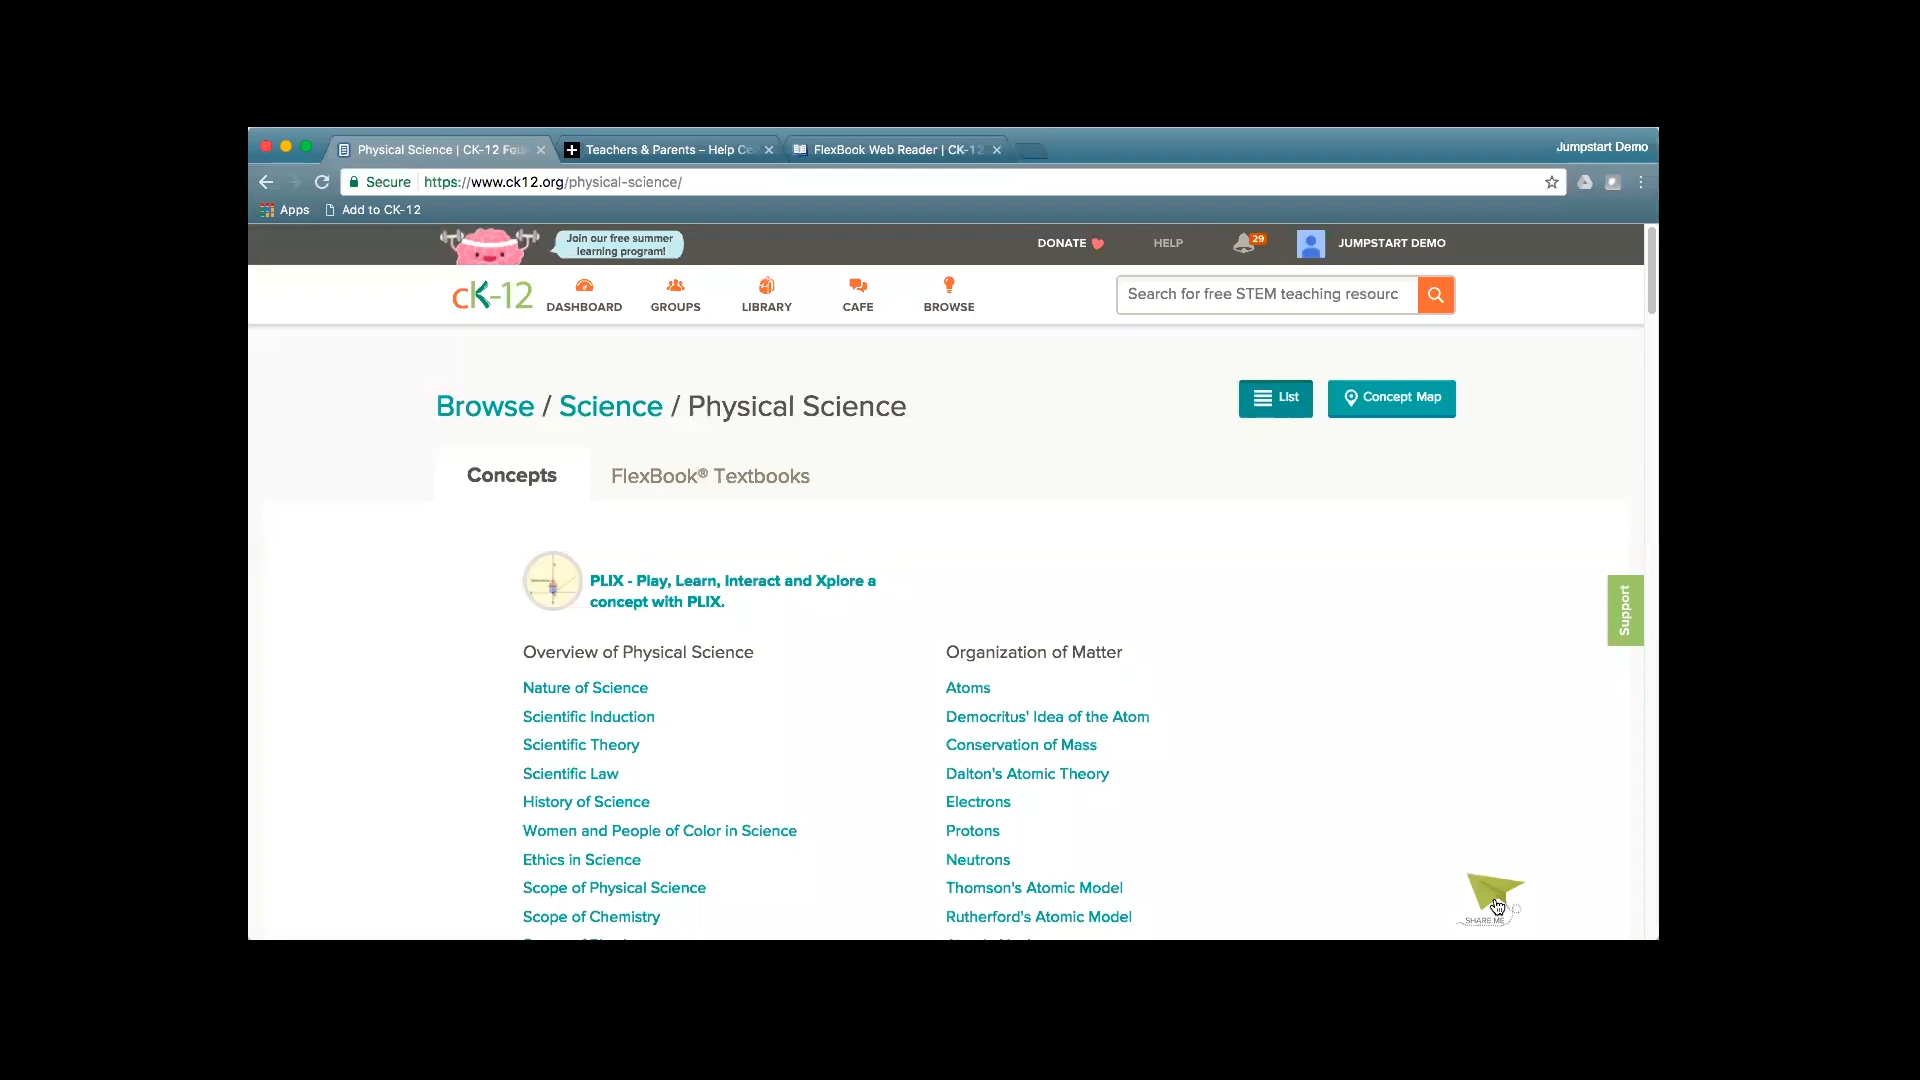 Physical Science | CK-12 Fou
Teachers & Parents – Help Ce
FlexBook Web Reader | CK-12
Jumpstart Demo
Secure
https://www.ck12.org/physical-science/
Apps
Add to CK-12
Join our free summer
learning program!
DONATE
HELP
29
JUMPSTART DEMO
cK-12
DASHBOARD
GROUPS
LIBRARY
CAFE
BROWSE
Search for free STEM teaching resourc
Browse / Science / Physical Science
List
Concept Map
Concepts
FlexBook® Textbooks
PLIX - Play, Learn, Interact and Xplore a
concept with PLIX.
Support
Overview of Physical Science
Nature of Science
Scientific Induction
Scientific Theory
Scientific Law
History of Science
Women and People of Color in Science
Ethics in Science
Scope of Physical Science
Scope of Chemistry
Organization of Matter
Atoms
Democritus' Idea of the Atom
Conservation of Mass
Dalton's Atomic Theory
Electrons
Protons
Neutrons
Thomson's Atomic Model
Rutherford's Atomic Model
SHARE ME